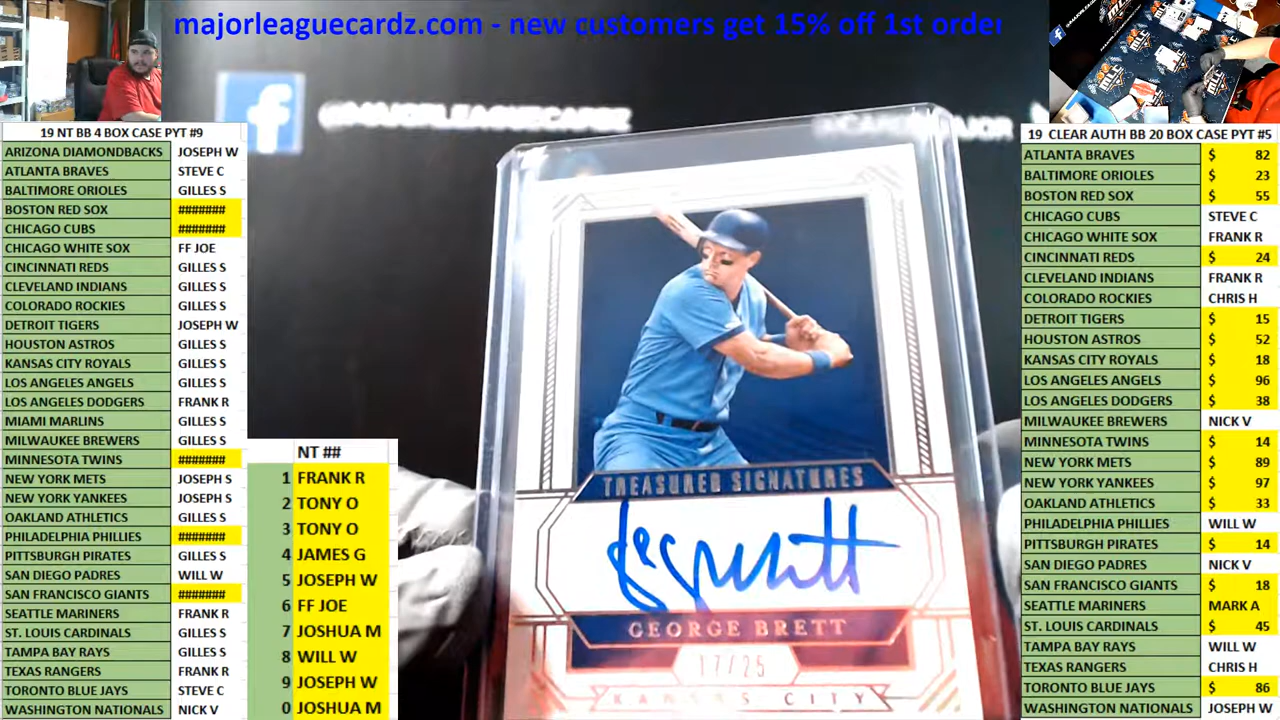 majorleaguecardz.com - new customers get 15% off 1st order
@MAJORLEAGUECARDZ
19 NT BB 4 BOX CASE PYT #9
ARIZONA DIAMONDBACKS JOSEPH W
ATLANTA BRAVES STEVE C
BALTIMORE ORIOLES GILLES S
BOSTON RED SOX #######
CHICAGO CUBS #######
CHICAGO WHITE SOX FF JOE
CINCINNATI REDS GILLES S
CLEVELAND INDIANS GILLES S
COLORADO ROCKIES GILLES S
DETROIT TIGERS JOSEPH W
HOUSTON ASTROS GILLES S
KANSAS CITY ROYALS GILLES S
LOS ANGELES ANGELS GILLES S
LOS ANGELES DODGERS FRANK R
MIAMI MARLINS GILLES S
MILWAUKEE BREWERS GILLES S
MINNESOTA TWINS #######
NEW YORK METS JOSEPH S
NEW YORK YANKEES JOSEPH S
OAKLAND ATHLETICS GILLES S
PHILADELPHIA PHILLIES #######
PITTSBURGH PIRATES GILLES S
SAN DIEGO PADRES WILL W
SAN FRANCISCO GIANTS #######
SEATTLE MARINERS FRANK R
ST. LOUIS CARDINALS GILLES S
TAMPA BAY RAYS GILLES S
TEXAS RANGERS FRANK R
TORONTO BLUE JAYS STEVE C
WASHINGTON NATIONALS NICK V
NT ##
1 FRANK R
2 TONY O
3 TONY O
4 JAMES G
5 JOSEPH W
6 FF JOE
7 JOSHUA M
8 WILL W
9 JOSEPH W
0 JOSHUA M
TREASURED SIGNATURES
GEORGE BRETT
17/25
KANSAS CITY
19 CLEAR AUTH BB 20 BOX CASE PYT #5
ATLANTA BRAVES $ 82
BALTIMORE ORIOLES $ 23
BOSTON RED SOX $ 55
CHICAGO CUBS STEVE C
CHICAGO WHITE SOX FRANK R
CINCINNATI REDS $ 24
CLEVELAND INDIANS FRANK R
COLORADO ROCKIES CHRIS H
DETROIT TIGERS $ 15
HOUSTON ASTROS $ 52
KANSAS CITY ROYALS $ 18
LOS ANGELES ANGELS $ 96
LOS ANGELES DODGERS $ 38
MILWAUKEE BREWERS NICK V
MINNESOTA TWINS $ 14
NEW YORK METS $ 89
NEW YORK YANKEES $ 97
OAKLAND ATHLETICS $ 33
PHILADELPHIA PHILLIES WILL W
PITTSBURGH PIRATES $ 14
SAN DIEGO PADRES NICK V
SAN FRANCISCO GIANTS $ 18
SEATTLE MARINERS MARK A
ST. LOUIS CARDINALS $ 45
TAMPA BAY RAYS WILL W
TEXAS RANGERS CHRIS H
TORONTO BLUE JAYS $ 86
WASHINGTON NATIONALS JOSEPH W